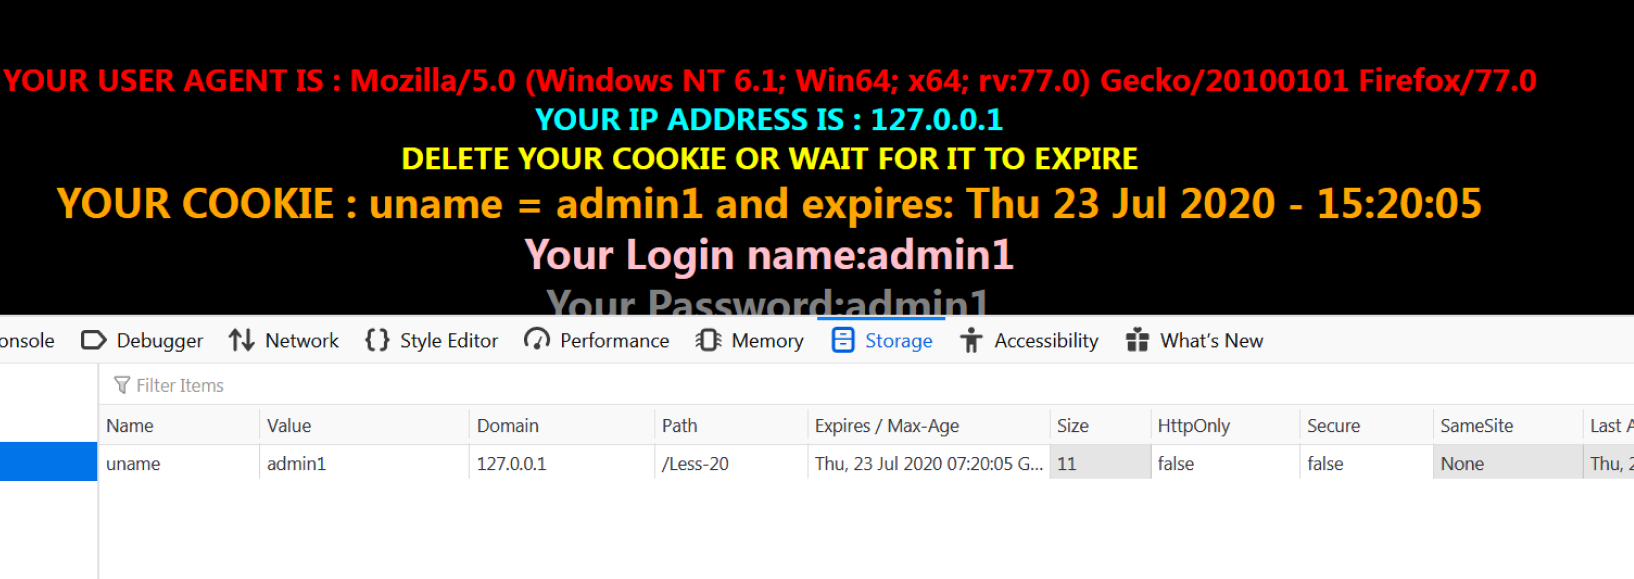 YOUR USER AGENT IS : Mozilla/5.0 (Windows NT 6.1; Win64; x64; rv:77.0) Gecko/20100101 Firefox/77.0
YOUR IP ADDRESS IS : 127.0.0.1
DELETE YOUR COOKIE OR WAIT FOR IT TO EXPIRE
YOUR COOKIE : uname = admin1 and expires: Thu 23 Jul 2020 - 15:20:05
Your Login name:admin1
Your Password:admin1
onsole Debugger Network Style Editor Performance Memory Storage Accessibility What's New
Filter Items
Name Value Domain Path Expires / Max-Age Size HttpOnly Secure SameSite Last A
uname admin1 127.0.0.1 /Less-20 Thu, 23 Jul 2020 07:20:05 G... 11 false false None Thu, 2